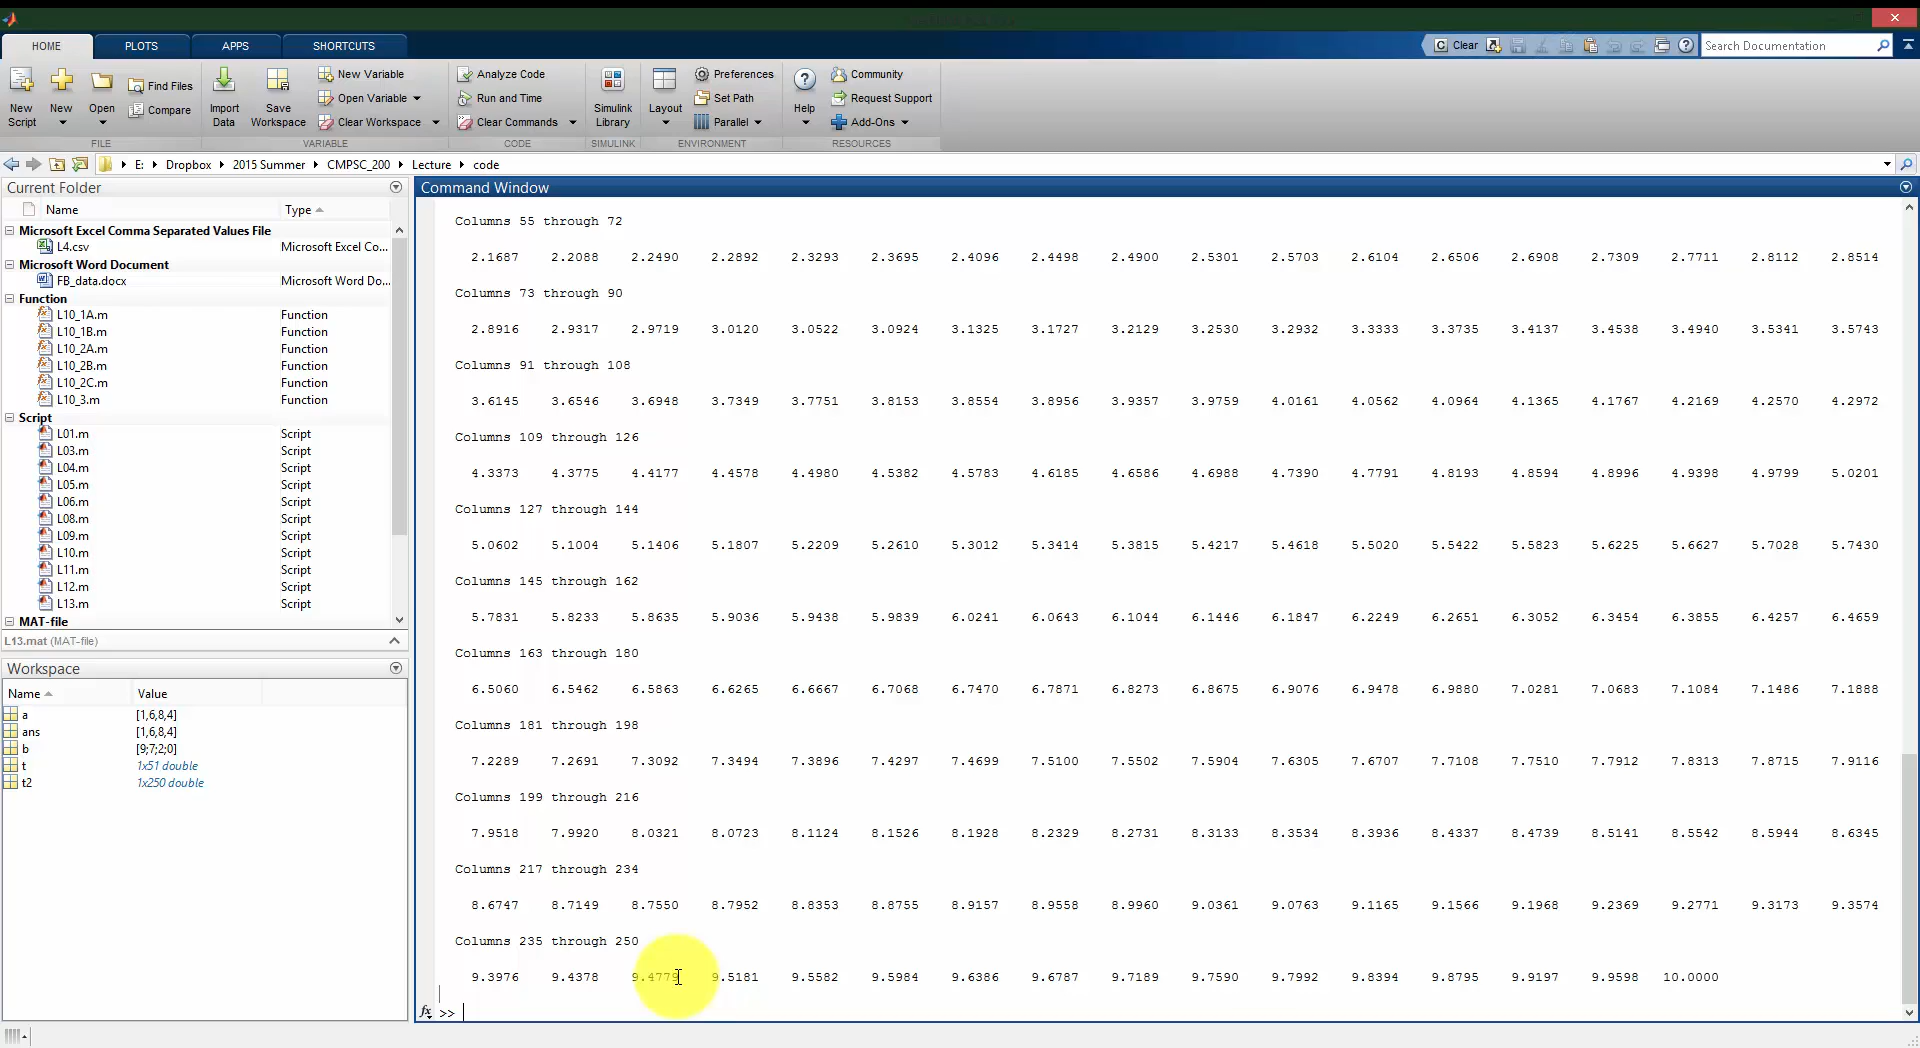 HOME PLOTS APPS SHORTCUTS Clear Search Documentation
New Script New Open Find Files Compare Import Data Save Workspace New Variable Open Variable Clear Workspace Analyze Code Run and Time Clear Commands Simulink Library Layout Preferences Set Path Parallel Help Community Request Support Add-Ons
FILE VARIABLE CODE SIMULINK ENVIRONMENT RESOURCES
E: Dropbox 2015 Summer CMPSC_200 Lecture code
Current Folder
Name Type
Microsoft Excel Comma Separated Values File
L4.csv Microsoft Excel Co...
Microsoft Word Document
FB_data.docx Microsoft Word Do...
Function
L10_1A.m Function
L10_1B.m Function
L10_2A.m Function
L10_2B.m Function
L10_2C.m Function
L10_3.m Function
Script
L01.m Script
L03.m Script
L04.m Script
L05.m Script
L06.m Script
L08.m Script
L09.m Script
L10.m Script
L11.m Script
L12.m Script
L13.m Script
MAT-file
L13.mat (MAT-file)
Workspace
Name Value
a [1,6,8,4]
ans [1,6,8,4]
b [9;7;2;0]
t 1x51 double
t2 1x250 double
Command Window
Columns 55 through 72
2.1687 2.2088 2.2490 2.2892 2.3293 2.3695 2.4096 2.4498 2.4900 2.5301 2.5703 2.6104 2.6506 2.6908 2.7309 2.7711 2.8112 2.8514
Columns 73 through 90
2.8916 2.9317 2.9719 3.0120 3.0522 3.0924 3.1325 3.1727 3.2129 3.2530 3.2932 3.3333 3.3735 3.4137 3.4538 3.4940 3.5341 3.5743
Columns 91 through 108
3.6145 3.6546 3.6948 3.7349 3.7751 3.8153 3.8554 3.8956 3.9357 3.9759 4.0161 4.0562 4.0964 4.1365 4.1767 4.2169 4.2570 4.2972
Columns 109 through 126
4.3373 4.3775 4.4177 4.4578 4.4980 4.5382 4.5783 4.6185 4.6586 4.6988 4.7390 4.7791 4.8193 4.8594 4.8996 4.9398 4.9799 5.0201
Columns 127 through 144
5.0602 5.1004 5.1406 5.1807 5.2209 5.2610 5.3012 5.3414 5.3815 5.4217 5.4618 5.5020 5.5422 5.5823 5.6225 5.6627 5.7028 5.7430
Columns 145 through 162
5.7831 5.8233 5.8635 5.9036 5.9438 5.9839 6.0241 6.0643 6.1044 6.1446 6.1847 6.2249 6.2651 6.3052 6.3454 6.3855 6.4257 6.4659
Columns 163 through 180
6.5060 6.5462 6.5863 6.6265 6.6667 6.7068 6.7470 6.7871 6.8273 6.8675 6.9076 6.9478 6.9880 7.0281 7.0683 7.1084 7.1486 7.1888
Columns 181 through 198
7.2289 7.2691 7.3092 7.3494 7.3896 7.4297 7.4699 7.5100 7.5502 7.5904 7.6305 7.6707 7.7108 7.7510 7.7912 7.8313 7.8715 7.9116
Columns 199 through 216
7.9518 7.9920 8.0321 8.0723 8.1124 8.1526 8.1928 8.2329 8.2731 8.3133 8.3534 8.3936 8.4337 8.4739 8.5141 8.5542 8.5944 8.6345
Columns 217 through 234
8.6747 8.7149 8.7550 8.7952 8.8353 8.8755 8.9157 8.9558 8.9960 9.0361 9.0763 9.1165 9.1566 9.1968 9.2369 9.2771 9.3173 9.3574
Columns 235 through 250
9.3976 9.4378 9.4779 9.5181 9.5582 9.5984 9.6386 9.6787 9.7189 9.7590 9.7992 9.8394 9.8795 9.9197 9.9598 10.0000
fx >>